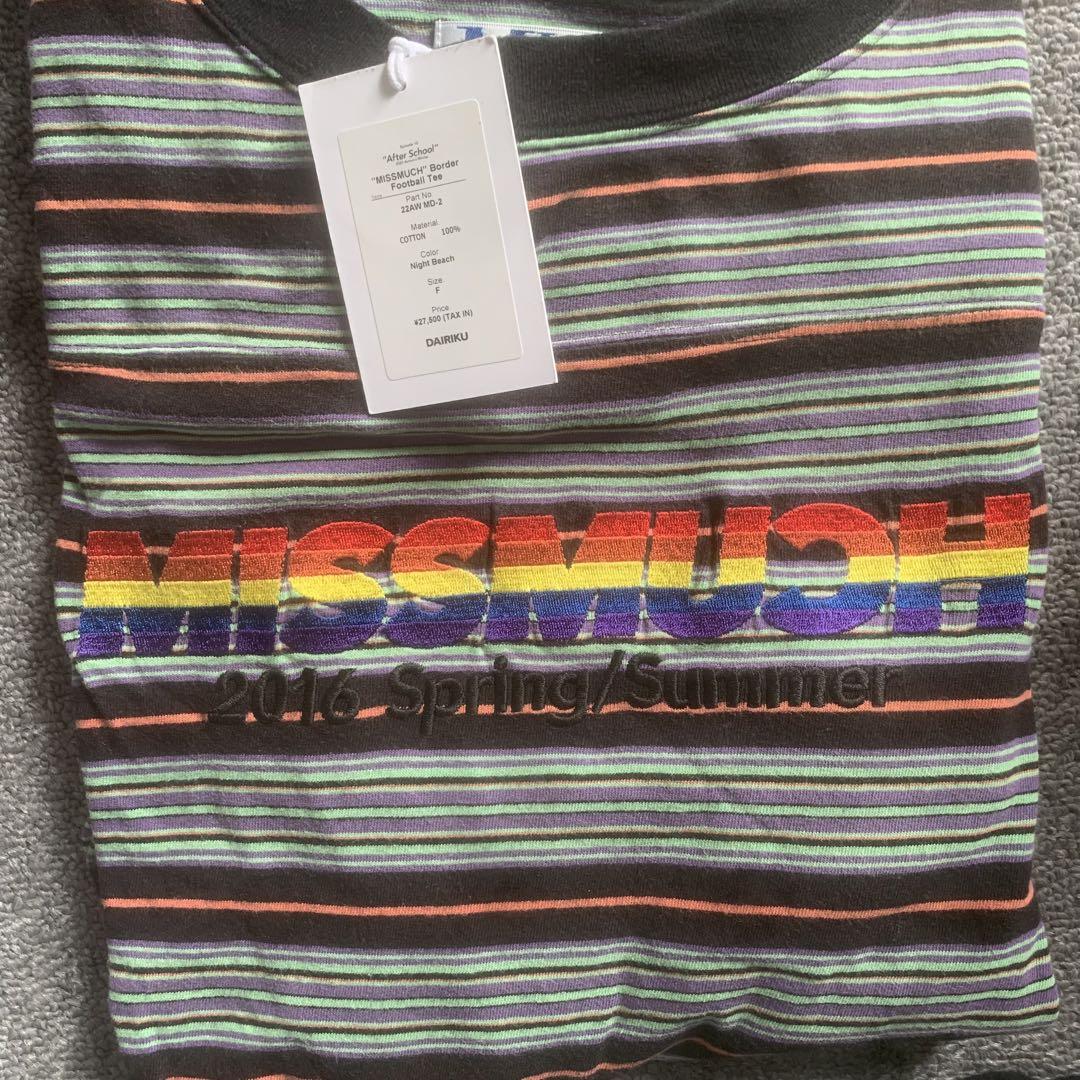 "After School"
"MISSMUCH" Border
Football Tee
Part No
22AW MD-2
Material
COTTON 100%
Color
Night Beach
Size
F
Price
¥27,500 (TAX IN)
DAIRIKU
MISSMUCH
2016 Spring/Summer